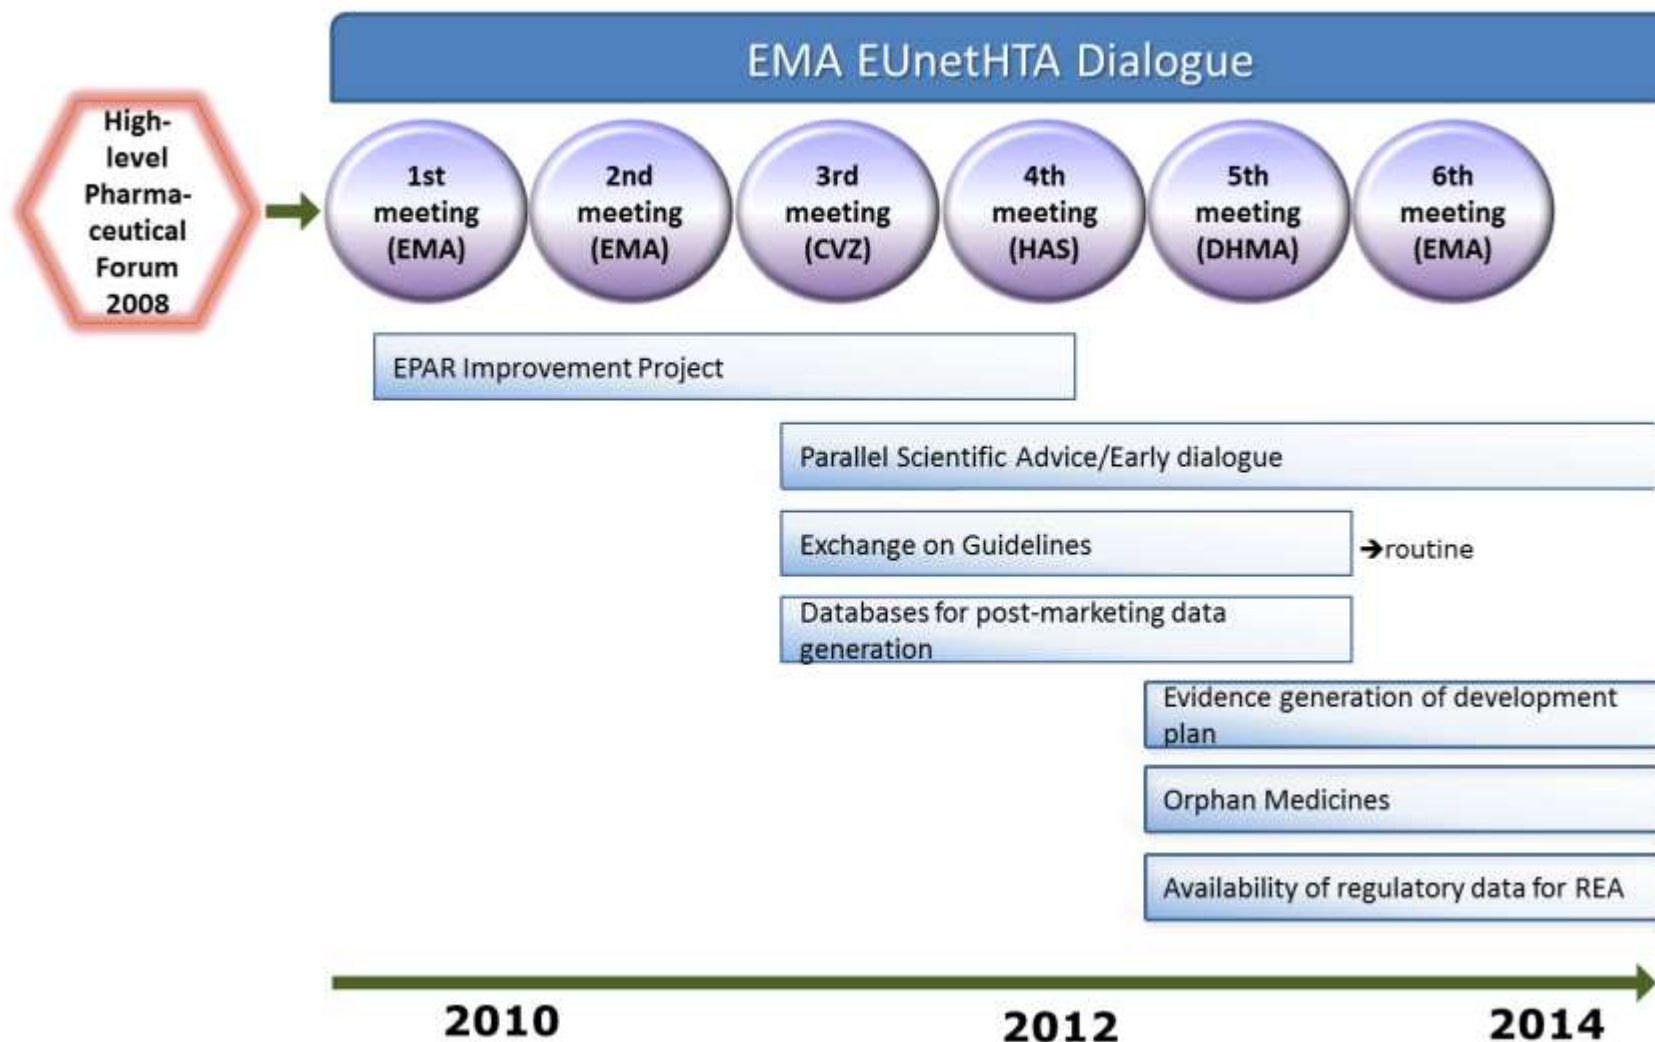 EMA EUnetHTA Dialogue
High-
level
Pharma-
ceutical
Forum
2008
1st
meeting
(EMA)
2nd
meeting
(EMA)
3rd
meeting
(CVZ)
4th
meeting
(HAS)
5th
meeting
(DHMA)
6th
meeting
(EMA)
EPAR Improvement Project
Parallel Scientific Advice/Early dialogue
Exchange on Guidelines
➔routine
Databases for post-marketing data
generation
Evidence generation of development
plan
Orphan Medicines
Availability of regulatory data for REA
2010
2012
2014